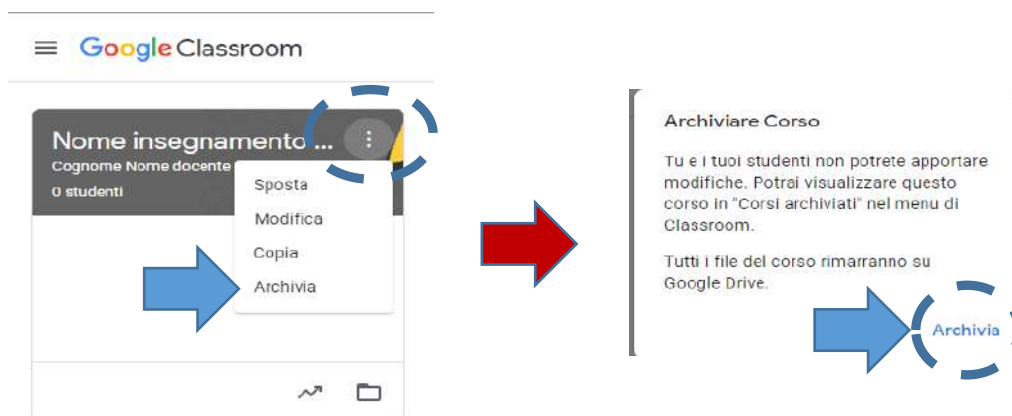 Google Classroom
Nome insegnamento ...
Cognome Nome docente
0 studenti
Sposta
Modifica
Copia
Archivia
Archiviare Corso
Tu e i tuoi studenti non potrete apportare
modifiche. Potrai visualizzare questo
corso in "Corsi archiviati" nel menu di
Classroom.
Tutti i file del corso rimarranno su
Google Drive.
Archivia